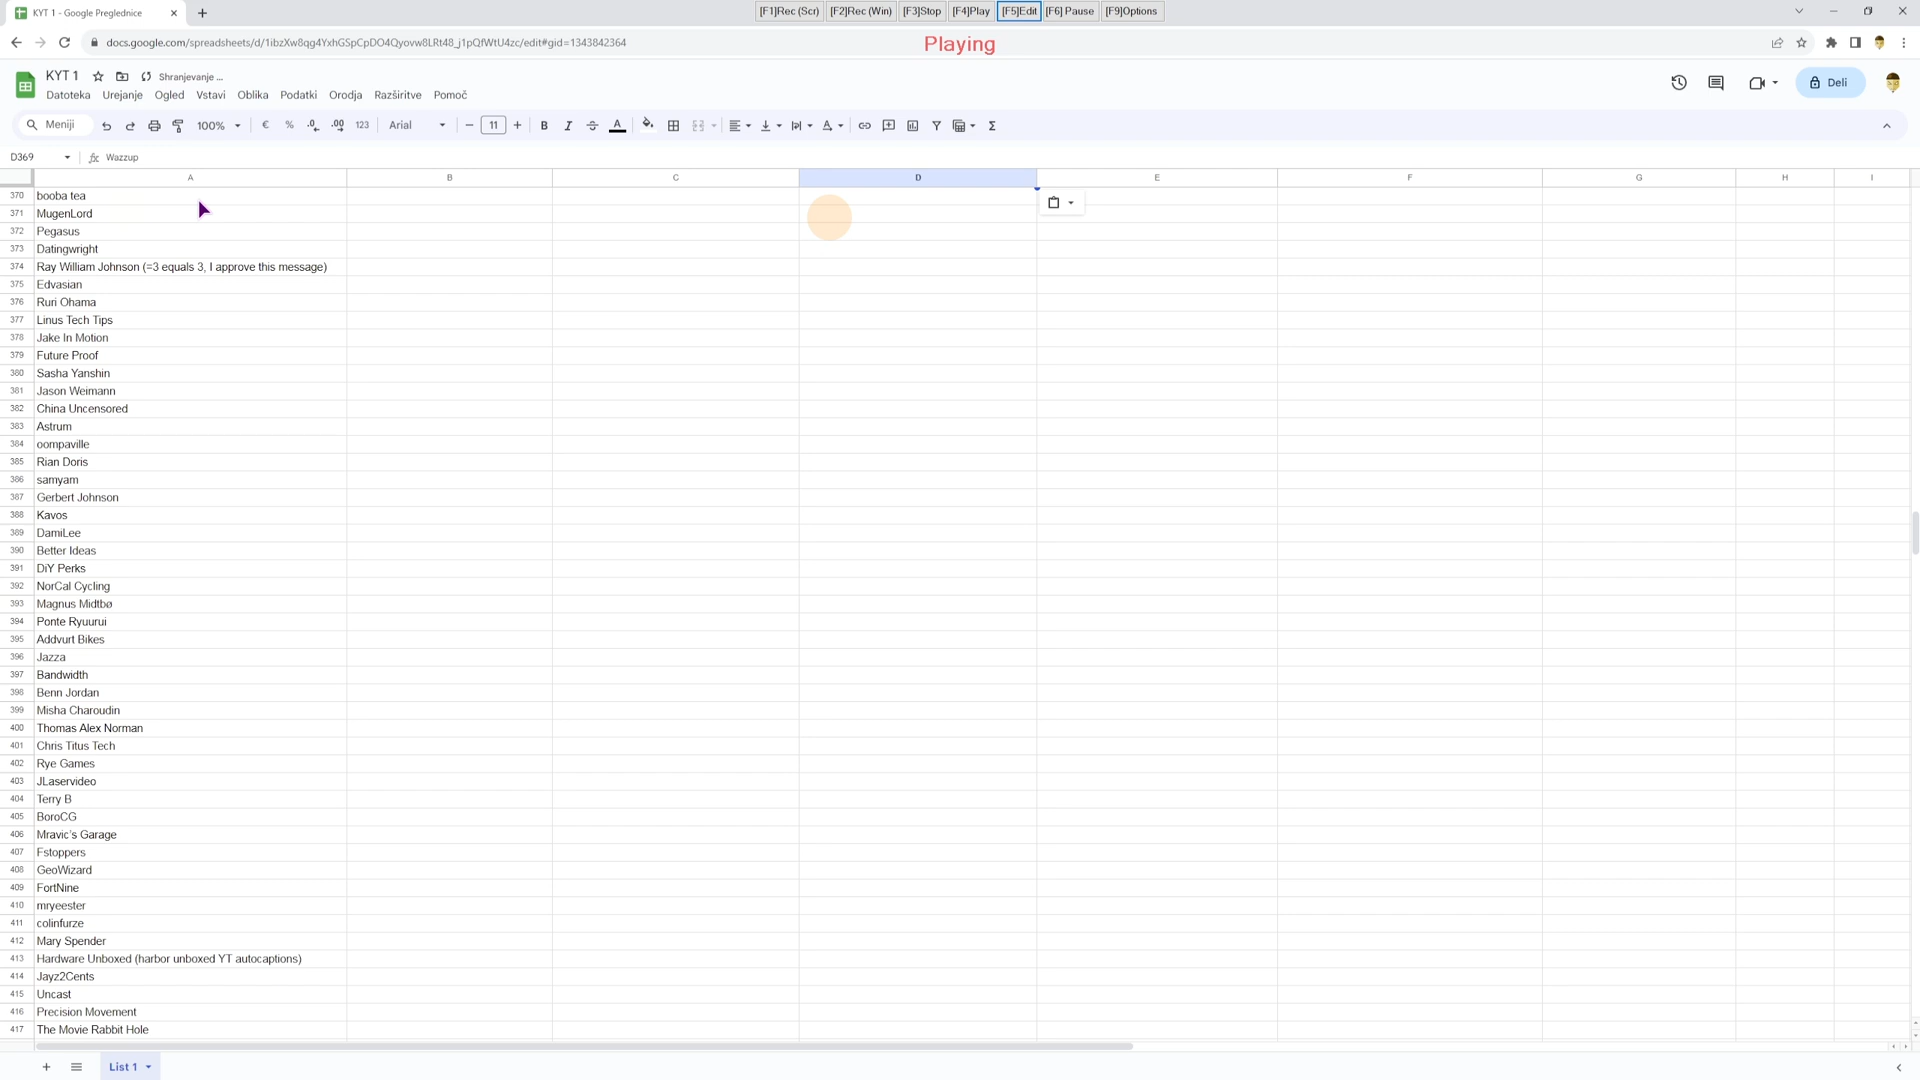 KYT 1 - Google Preglednice
[F1]Rec (Scr) [F2]Rec (Win) [F3]Stop [F4]Play [F5]Edit [F6] Pause [F9]Options
docs.google.com/spreadsheets/d/1ibzXw8qg4YxhGSpCpDO4Qyovw8LRt48_j1pQfWtU4zc/edit#gid=1343842364
Playing
KYT 1 Shranjevanje ...
Datoteka Urejanje Ogled Vstavi Oblika Podatki Orodja Razširitve Pomoč
Deli
Meniji 100% € % .0 .00 123 Arial 11 B I A
D369 fx Wazzup
A B C D E F G H I
370 booba tea
371 MugenLord
372 Pegasus
373 Datingwright
374 Ray William Johnson (=3 equals 3, I approve this message)
375 Edvasian
376 Ruri Ohama
377 Linus Tech Tips
378 Jake In Motion
379 Future Proof
380 Sasha Yanshin
381 Jason Weimann
382 China Uncensored
383 Astrum
384 oompaville
385 Rian Doris
386 samyam
387 Gerbert Johnson
388 Kavos
389 DamiLee
390 Better Ideas
391 DiY Perks
392 NorCal Cycling
393 Magnus Midtbø
394 Ponte Ryuurui
395 Addvurt Bikes
396 Jazza
397 Bandwidth
398 Benn Jordan
399 Misha Charoudin
400 Thomas Alex Norman
401 Chris Titus Tech
402 Rye Games
403 JLaservideo
404 Terry B
405 BoroCG
406 Mravic's Garage
407 Fstoppers
408 GeoWizard
409 FortNine
410 mryeester
411 colinfurze
412 Mary Spender
413 Hardware Unboxed (harbor unboxed YT autocaptions)
414 Jayz2Cents
415 Uncast
416 Precision Movement
417 The Movie Rabbit Hole
List 1